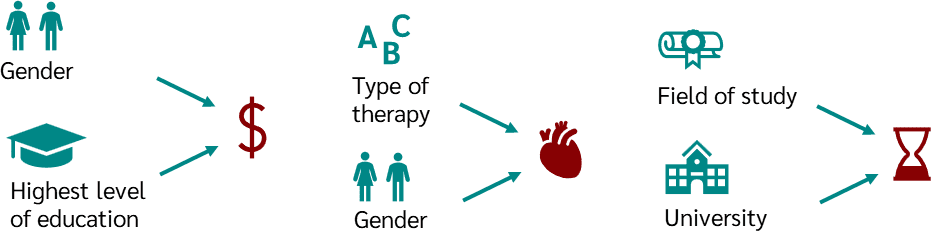 Gender
Highest level
of education
$
A
B
C
Type of
therapy
Gender
Field of study
University